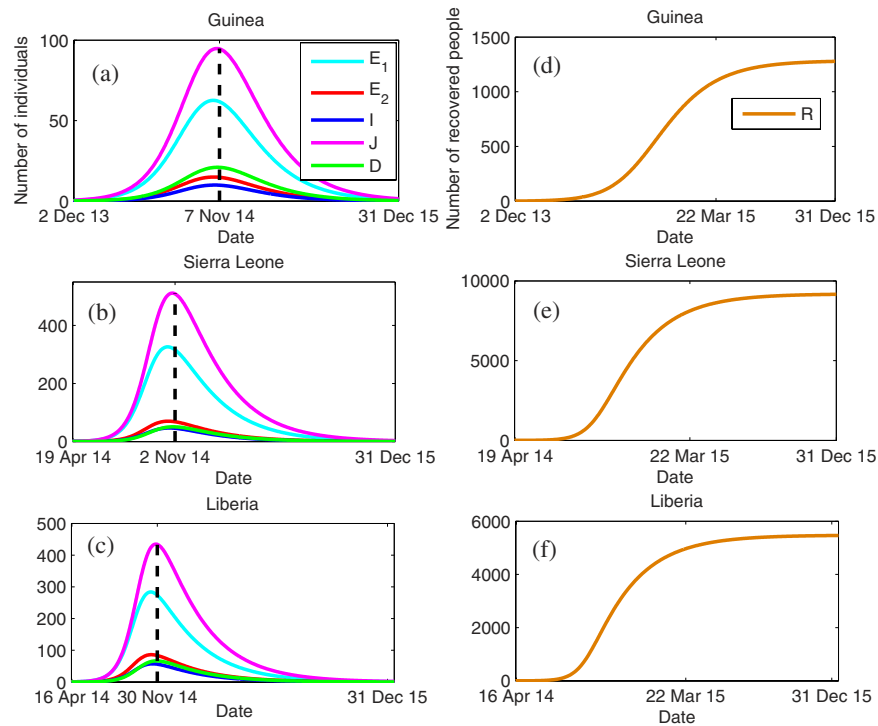 Guinea
Number of individuals
100
50
0
(a)
E1
E2
I
J
D
2 Dec 13
7 Nov 14
31 Dec 15
Date
Guinea
Number of recovered people
1500
1000
500
0
(d)
R
2 Dec 13
22 Mar 15
31 Dec 15
Date
Sierra Leone
400
200
0
(b)
19 Apr 14
2 Nov 14
31 Dec 15
Date
Sierra Leone
10000
5000
0
(e)
19 Apr 14
22 Mar 15
31 Dec 15
Date
Liberia
500
400
300
200
100
0
(c)
16 Apr 14
30 Nov 14
31 Dec 15
Date
Liberia
6000
4000
2000
0
(f)
16 Apr 14
22 Mar 15
31 Dec 15
Date